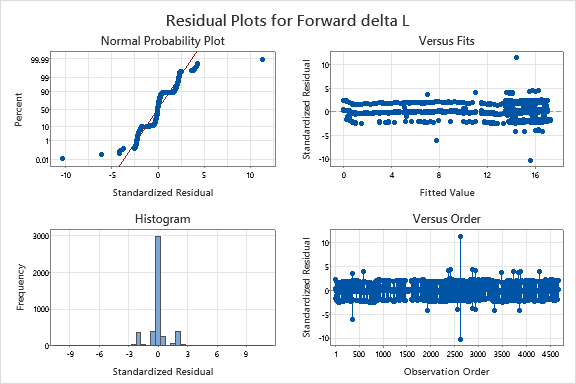 Residual Plots for Forward delta L
Normal Probability Plot
Versus Fits
Percent
99.99
99
90
50
10
1
0.01
-10 -5 0 5 10
Standardized Residual
Standardized Residual
10
5
0
-5
-10
0 4 8 12 16
Fitted Value
Histogram
Versus Order
Frequency
3000
2000
1000
0
-9 -6 -3 0 3 6 9
Standardized Residual
Standardized Residual
10
5
0
-5
-10
1 500 1000 1500 2000 2500 3000 3500 4000 4500
Observation Order